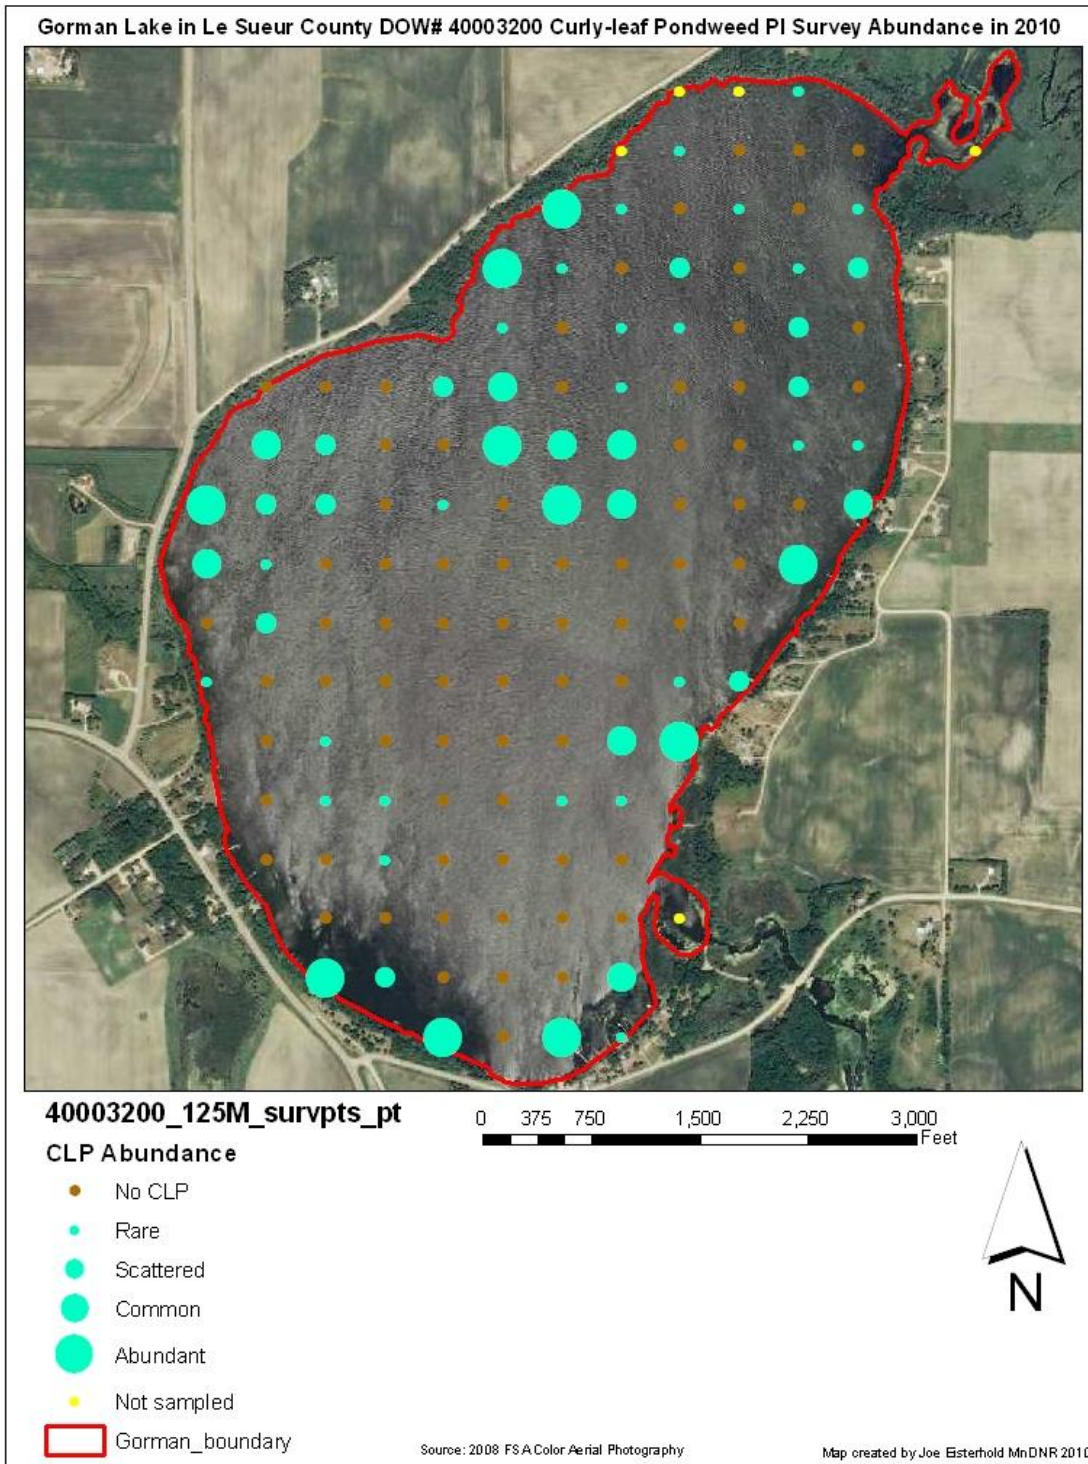 Gorman Lake in Le Sueur County DOW# 40003200 Curly-leaf Pondweed PI Survey Abundance in 2010
40003200_125M_survpts_pt
0 375 750 1,500 2,250 3,000
Feet
CLP Abundance
No CLP
Rare
Scattered
Common
Abundant
Not sampled
Gorman_boundary
N
Source: 2008 FSA Color Aerial Photography
Map created by Joe Eisterhold MnDNR 2010